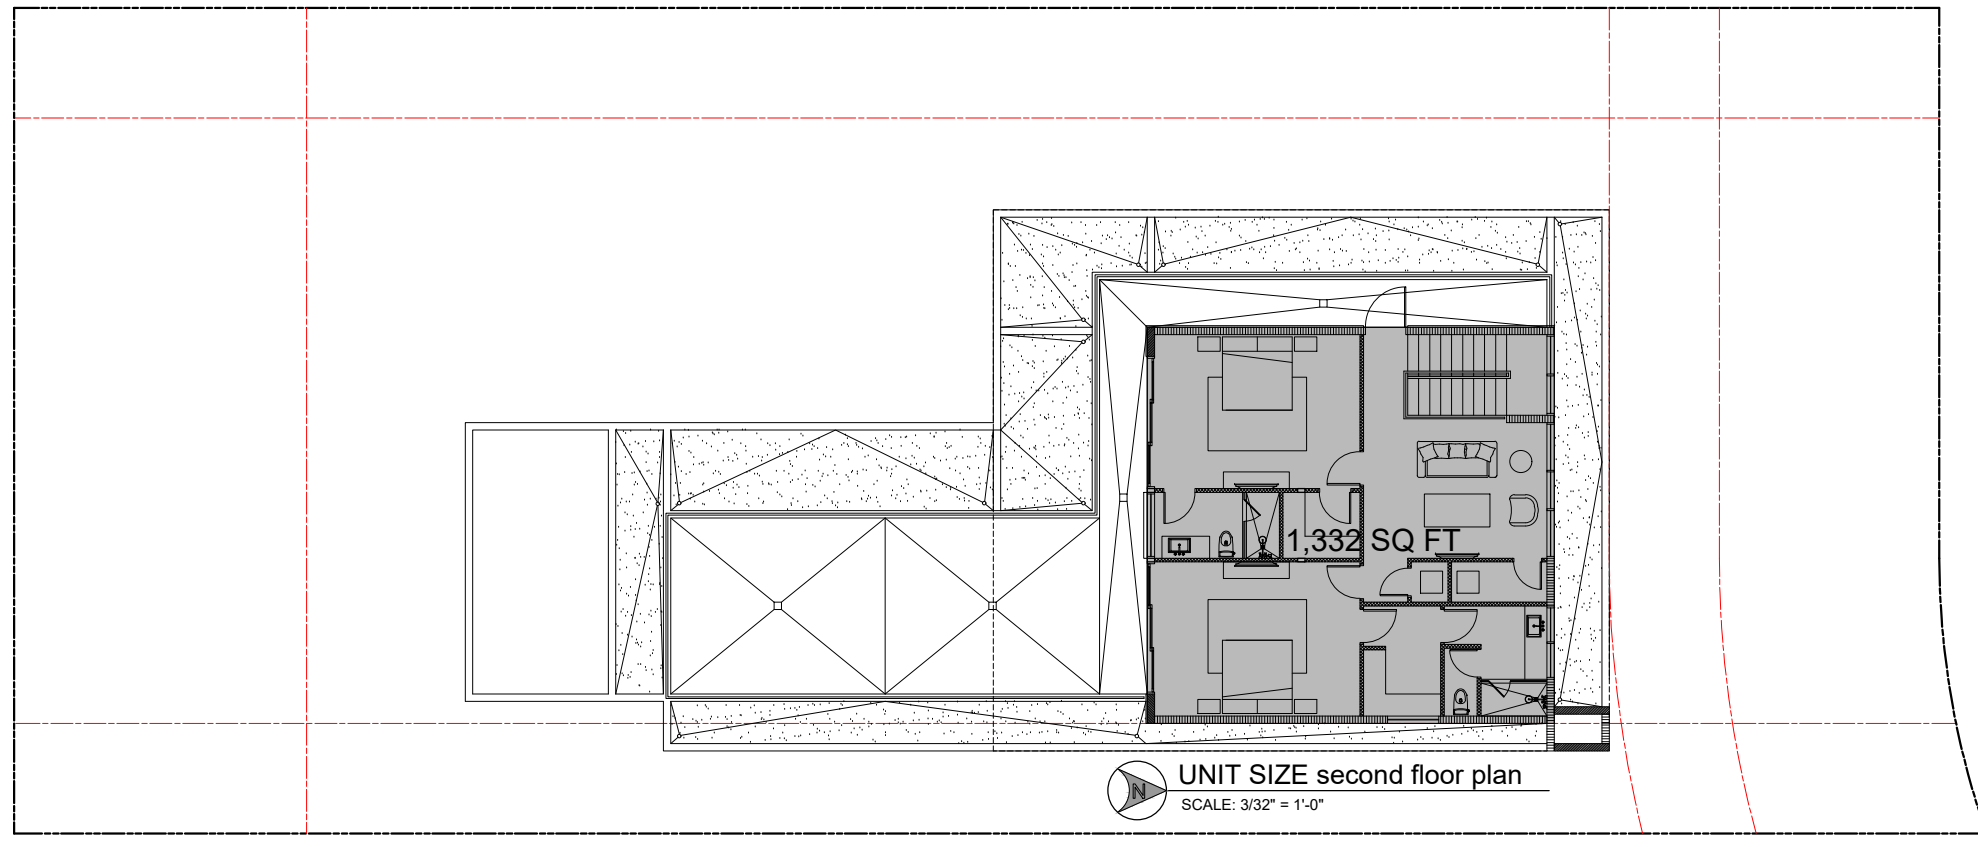 1,332 SQ FT
N
UNIT SIZE second floor plan
SCALE: 3/32" = 1'-0"